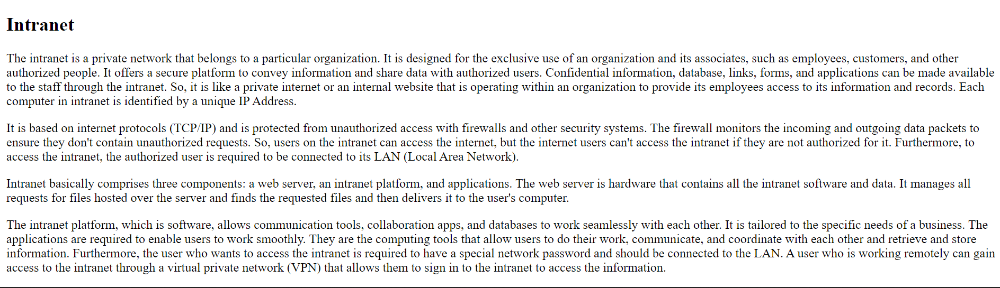 Intranet
The intranet is a private network that belongs to a particular organization. It is designed for the exclusive use of an organization and its associates, such as employees, customers, and other
authorized people. It offers a secure platform to convey information and share data with authorized users. Confidential information, database, links, forms, and applications can be made available
to the staff through the intranet. So, it is like a private internet or an internal website that is operating within an organization to provide its employees access to its information and records. Each
computer in intranet is identified by a unique IP Address.
It is based on internet protocols (TCP/IP) and is protected from unauthorized access with firewalls and other security systems. The firewall monitors the incoming and outgoing data packets to
ensure they don't contain unauthorized requests. So, users on the intranet can access the internet, but the internet users can't access the intranet if they are not authorized for it. Furthermore, to
access the intranet, the authorized user is required to be connected to its LAN (Local Area Network).
Intranet basically comprises three components: a web server, an intranet platform, and applications. The web server is hardware that contains all the intranet software and data. It manages all
requests for files hosted over the server and finds the requested files and then delivers it to the user's computer.
The intranet platform, which is software, allows communication tools, collaboration apps, and databases to work seamlessly with each other. It is tailored to the specific needs of a business. The
applications are required to enable users to work smoothly. They are the computing tools that allow users to do their work, communicate, and coordinate with each other and retrieve and store
information. Furthermore, the user who wants to access the intranet is required to have a special network password and should be connected to the LAN. A user who is working remotely can gain
access to the intranet through a virtual private network (VPN) that allows them to sign in to the intranet to access the information.